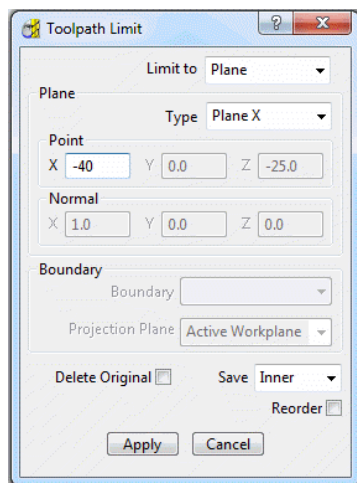 Toolpath Limit
Limit to Plane
Plane
Type Plane X
Point
X -40 Y 0.0 Z -25.0
Normal
X 1.0 Y 0.0 Z 0.0
Boundary
Boundary
Projection Plane Active Workplane
Delete Original Save Inner
Reorder
Apply Cancel